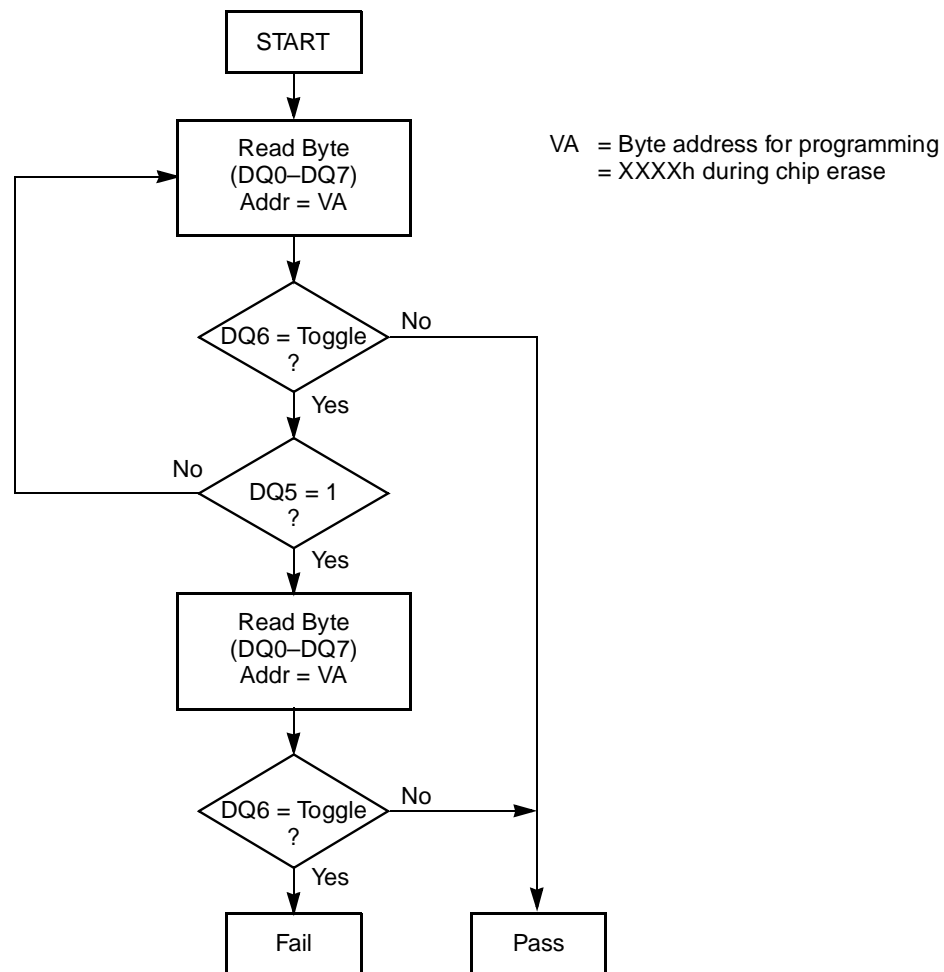 START
Read Byte
(DQ0–DQ7)
Addr = VA
VA = Byte address for programming
= XXXXh during chip erase
DQ6 = Toggle
?
No
Yes
No
DQ5 = 1
?
Yes
Read Byte
(DQ0–DQ7)
Addr = VA
DQ6 = Toggle
?
No
Yes
Fail
Pass